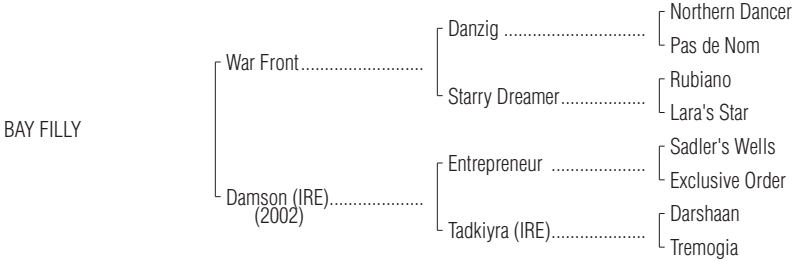 Northern Dancer
Danzig ..............................
Pas de Nom
War Front..........................
Rubiano
Starry Dreamer..................
Lara's Star
BAY FILLY
Sadler's Wells
Entrepreneur ....................
Exclusive Order
Damson (IRE)....................
(2002)
Darshaan
Tadkiyra (IRE)....................
Tremogia